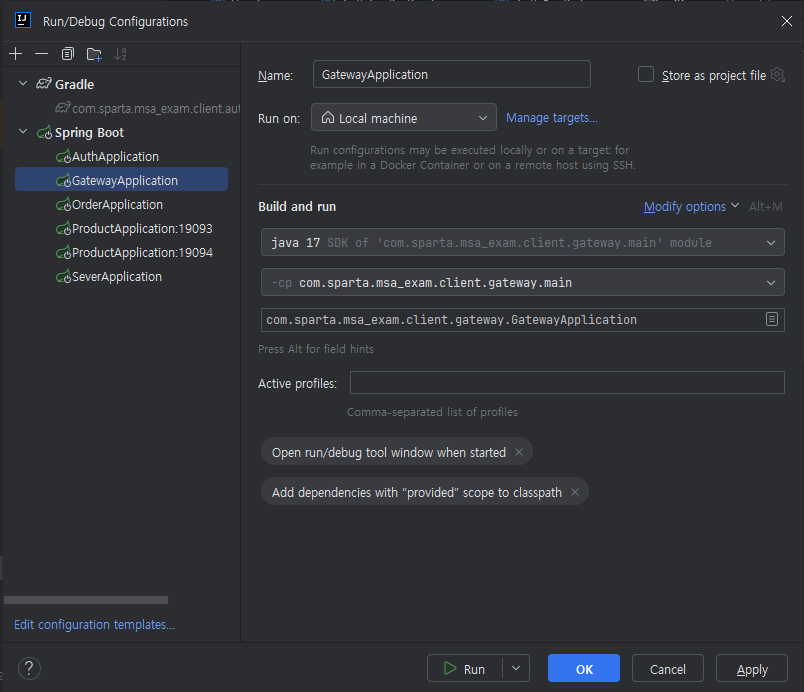 Run/Debug Configurations
Gradle
com.sparta.msa_exam.client.aut
Spring Boot
AuthApplication
GatewayApplication
OrderApplication
ProductApplication:19093
ProductApplication:19094
SeverApplication
Edit configuration templates...
Name: GatewayApplication
Store as project file
Run on: Local machine
Manage targets...
Run configurations may be executed locally or on a target: for
example in a Docker Container or on a remote host using SSH.
Build and run
Modify options Alt+M
java 17 SDK of 'com.sparta.msa_exam.client.gateway.main' module
-cp com.sparta.msa_exam.client.gateway.main
com.sparta.msa_exam.client.gateway.GatewayApplication
Press Alt for field hints
Active profiles:
Comma-separated list of profiles
Open run/debug tool window when started ×
Add dependencies with “provided” scope to classpath ×
? Run OK Cancel Apply